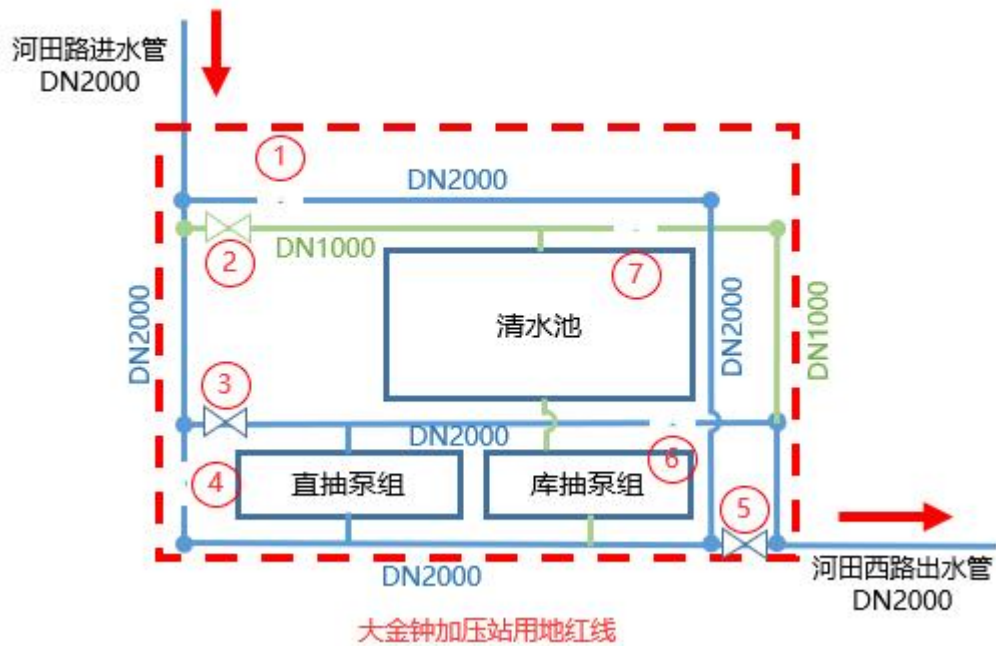 河田路进水管
DN2000
1
DN2000
2
DN1000
7
清水池
DN2000
DN2000
DN1000
3
DN2000
6
4
直抽泵组
库抽泵组
5
DN2000
河田西路出水管
DN2000
大金钟加压站用地红线